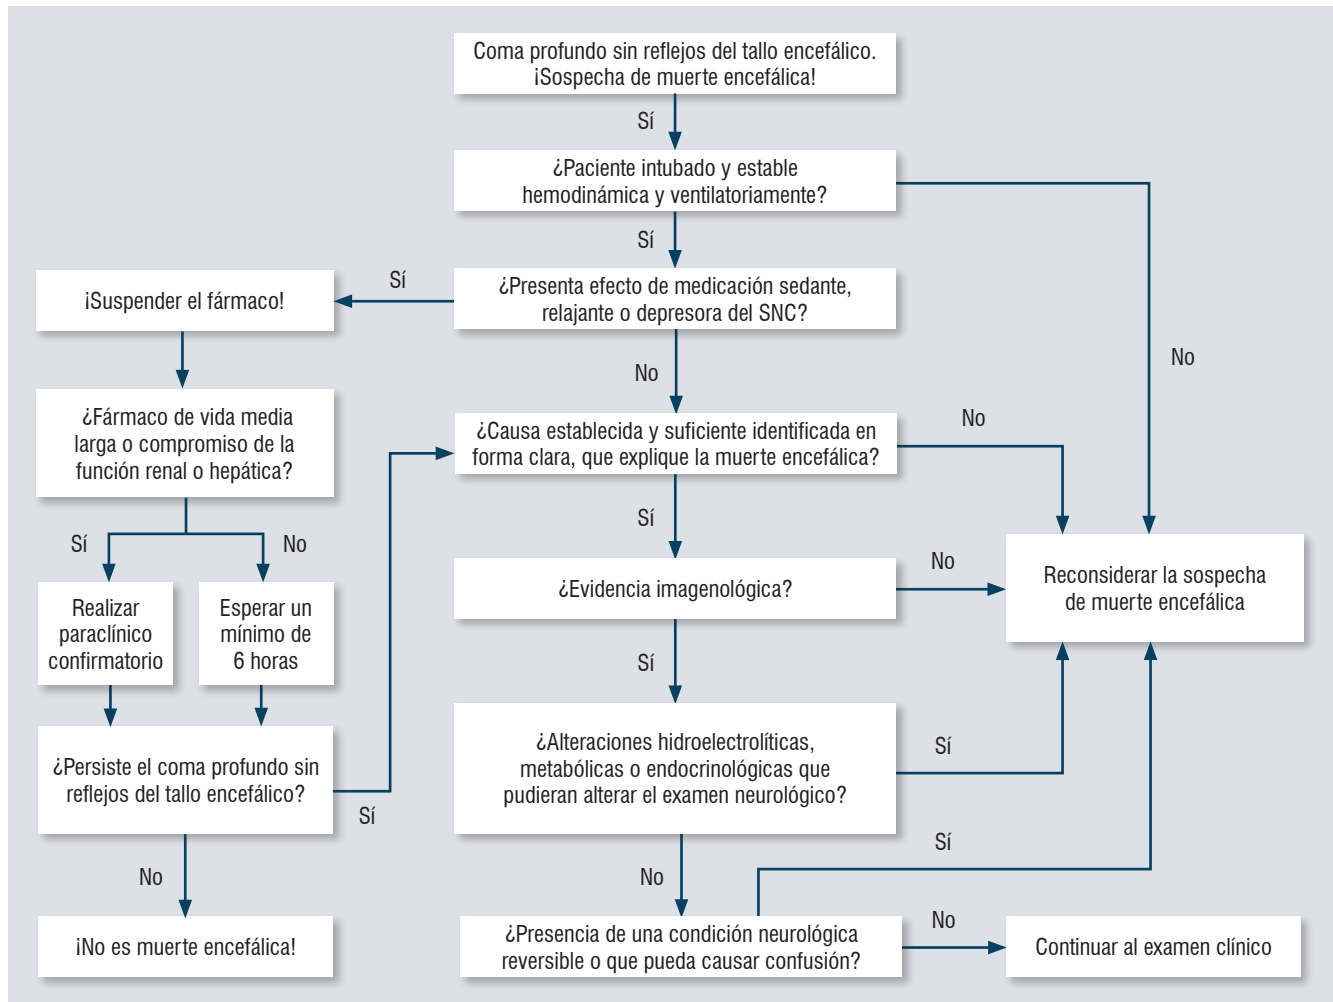 Coma profundo sin reflejos del tallo encefálico.
¡Sospecha de muerte encefálica!
Sí
¿Paciente intubado y estable
hemodinámica y ventilatoriamente?
Sí
No
¿Presenta efecto de medicación sedante,
relajante o depresora del SNC?
Sí
¡Suspender el fármaco!
No
¿Fármaco de vida media
larga o compromiso de la
función renal o hepática?
Sí
No
Realizar
paraclínico
confirmatorio
Esperar un
mínimo de
6 horas
¿Persiste el coma profundo sin
reflejos del tallo encefálico?
Sí
No
¡No es muerte encefálica!
¿Causa establecida y suficiente identificada en
forma clara, que explique la muerte encefálica?
No
Sí
¿Evidencia imagenológica?
No
Reconsiderar la sospecha
de muerte encefálica
Sí
¿Alteraciones hidroelectrolíticas,
metabólicas o endocrinológicas que
pudieran alterar el examen neurológico?
Sí
No
Sí
¿Presencia de una condición neurológica
reversible o que pueda causar confusión?
No
Continuar al examen clínico